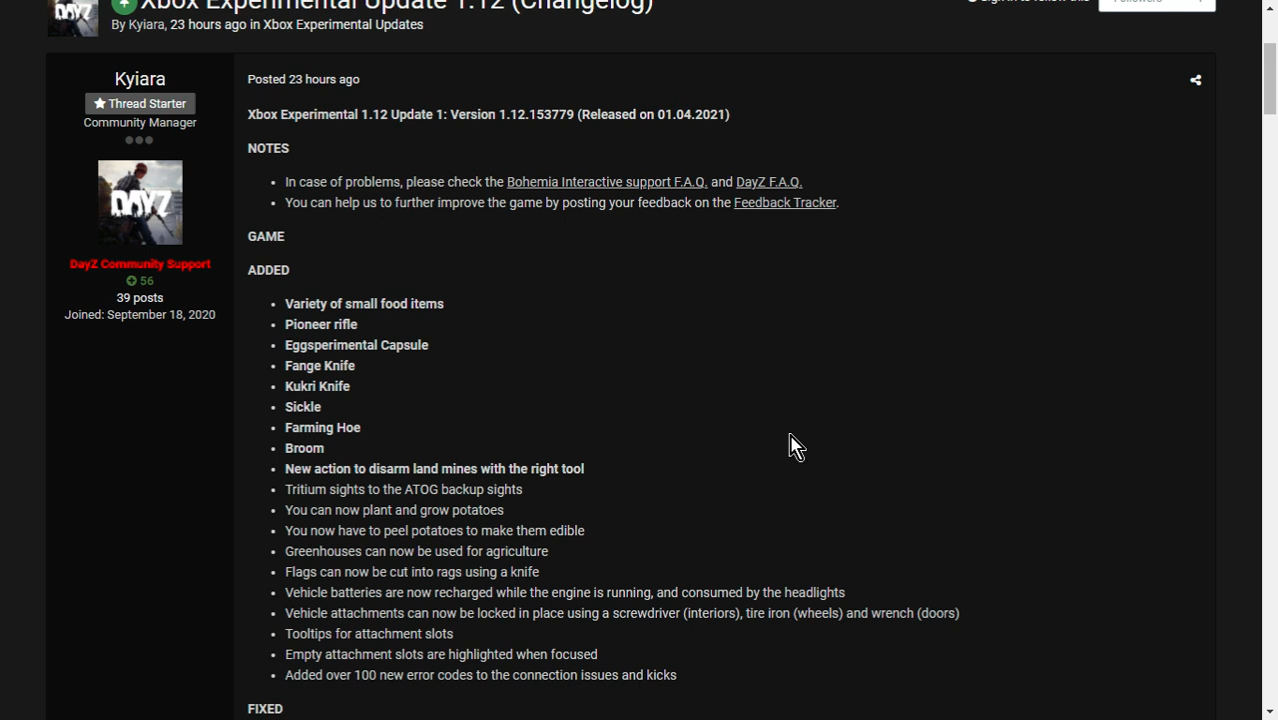 Xbox Experimental Update 1.12 (Changelog)
By Kyiara, 23 hours ago in Xbox Experimental Updates
Sign in to follow this
Followers
Kyiara
Thread Starter
Community Manager
DAYZ
DayZ Community Support
56
39 posts
Joined: September 18, 2020
Posted 23 hours ago
Xbox Experimental 1.12 Update 1: Version 1.12.153779 (Released on 01.04.2021)
NOTES
• In case of problems, please check the Bohemia Interactive support F.A.Q. and DayZ F.A.Q.
• You can help us to further improve the game by posting your feedback on the Feedback Tracker.
GAME
ADDED
• Variety of small food items
• Pioneer rifle
• Eggsperimental Capsule
• Fange Knife
• Kukri Knife
• Sickle
• Farming Hoe
• Broom
• New action to disarm land mines with the right tool
• Tritium sights to the ATOG backup sights
• You can now plant and grow potatoes
• You now have to peel potatoes to make them edible
• Greenhouses can now be used for agriculture
• Flags can now be cut into rags using a knife
• Vehicle batteries are now recharged while the engine is running, and consumed by the headlights
• Vehicle attachments can now be locked in place using a screwdriver (interiors), tire iron (wheels) and wrench (doors)
• Tooltips for attachment slots
• Empty attachment slots are highlighted when focused
• Added over 100 new error codes to the connection issues and kicks
FIXED